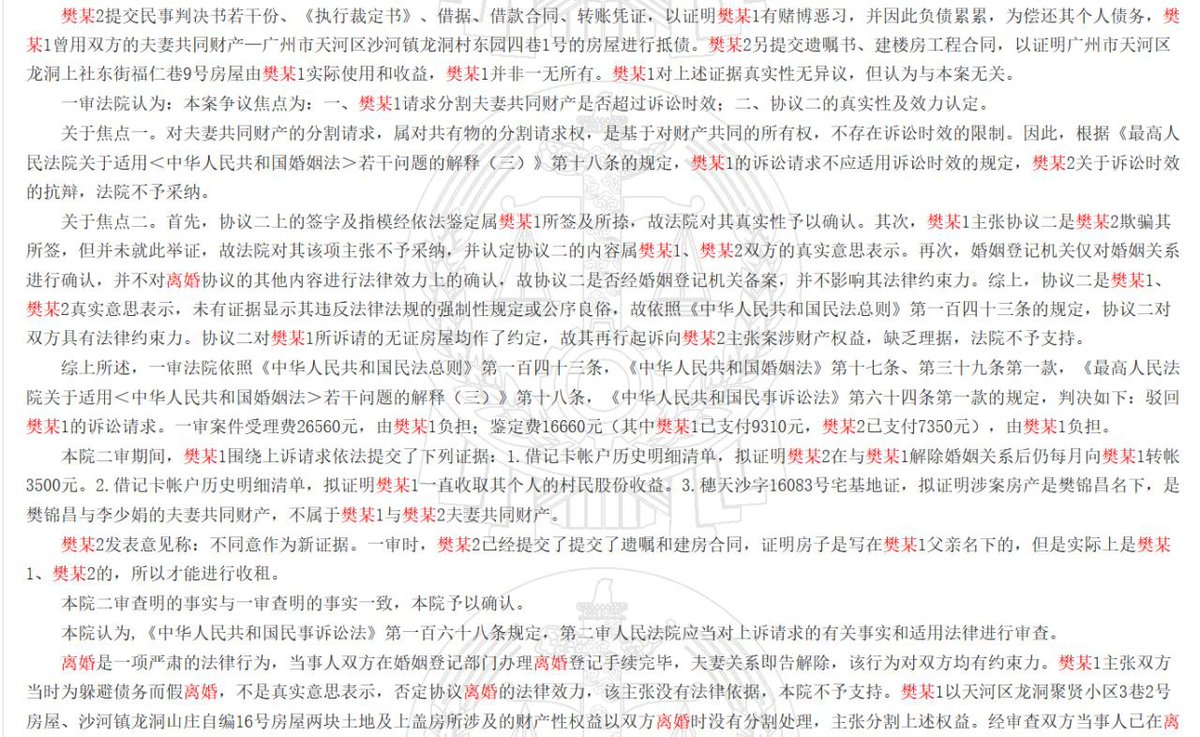 樊某2提交民事判决书若干份、《执行裁定书》、借据、借款合同、转账凭证，以证明樊某1有赌博恶习，并因此负债累累，为偿还其个人债务，樊
某1曾用双方的夫妻共同财产—广州市天河区沙河镇龙洞村东园四巷1号的房屋进行抵债。樊某2另提交遗嘱书、建楼房工程合同，以证明广州市天河区
龙洞上社东街福仁巷9号房屋由樊某1实际使用和收益，樊某1并非一无所有。樊某1对上述证据真实性无异议，但认为与本案无关。
一审法院认为：本案争议焦点为：一、樊某1请求分割夫妻共同财产是否超过诉讼时效；二、协议二的真实性及效力认定。
关于焦点一。对夫妻共同财产的分割请求，属对共有物的分割请求权，是基于对财产共同的所有权，不存在诉讼时效的限制。因此，根据《最高人
民法院关于适用＜中华人民共和国婚姻法＞若干问题的解释（三）》第十八条的规定，樊某1的诉讼请求不应适用诉讼时效的规定，樊某2关于诉讼时效
的抗辩，法院不予采纳。
关于焦点二。首先，协议二上的签字及指模经依法鉴定属樊某1所签及所捺，故法院对其真实性予以确认。其次，樊某1主张协议二是樊某2欺骗其
所签，但并未就此举证，故法院对其该项主张不予采纳，并认定协议二的内容属樊某1、樊某2双方的真实意思表示。再次，婚姻登记机关仅对婚姻关系
进行确认，并不对离婚协议的其他内容进行法律效力上的确认，故协议二是否经婚姻登记机关备案，并不影响其法律约束力。综上，协议二是樊某1、
樊某2真实意思表示，未有证据显示其违反法律法规的强制性规定或公序良俗，故依照《中华人民共和国民法总则》第一百四十三条的规定，协议二对
双方具有法律约束力。协议二对樊某1所诉请的无证房屋均作了约定，故其再行起诉向樊某2主张案涉财产权益，缺乏理据，法院不予支持。
综上所述，一审法院依照《中华人民共和国民法总则》第一百四十三条，《中华人民共和国婚姻法》第十七条、第三十九条第一款，《最高人民法
院关于适用＜中华人民共和国婚姻法＞若干问题的解释（三）》第十八条，《中华人民共和国民事诉讼法》第六十四条第一款的规定，判决如下：驳回
樊某1的诉讼请求。一审案件受理费26560元，由樊某1负担；鉴定费16660元（其中樊某1已支付9310元，樊某2已支付7350元），由樊某1负担。
本院二审期间，樊某1围绕上诉请求依法提交了下列证据：1.借记卡帐户历史明细清单，拟证明樊某2在与樊某1解除婚姻关系后仍每月向樊某1转帐
3500元。2.借记卡帐户历史明细清单，拟证明樊某1一直收取其个人的村民股份收益。3.穗天沙字16083号宅基地证，拟证明涉案房产是樊锦昌名下，是
樊锦昌与李少娟的夫妻共同财产，不属于樊某1与樊某2夫妻共同财产。
樊某2发表意见称：不同意作为新证据。一审时，樊某2已经提交了提交了遗嘱和建房合同，证明房子是写在樊某1父亲名下的，但是实际上是樊某
1、樊某2的，所以才能进行收租。
本院二审查明的事实与一审查明的事实一致，本院予以确认。
本院认为，《中华人民共和国民事诉讼法》第一百六十八条规定，第二审人民法院应当对上诉请求的有关事实和适用法律进行审查。
离婚是一项严肃的法律行为，当事人双方在婚姻登记部门办理离婚登记手续完毕，夫妻关系即告解除，该行为对双方均有约束力。樊某1主张双方
当时为躲避债务而假离婚，不是真实意思表示，否定协议离婚的法律效力，该主张没有法律依据，本院不予支持。樊某1以天河区龙洞聚贤小区3巷2号
房屋、沙河镇龙洞山庄自编16号房屋两块土地及上盖房所涉及的财产性权益以双方离婚时没有分割处理，主张分割上述权益。经审查双方当事人已在离